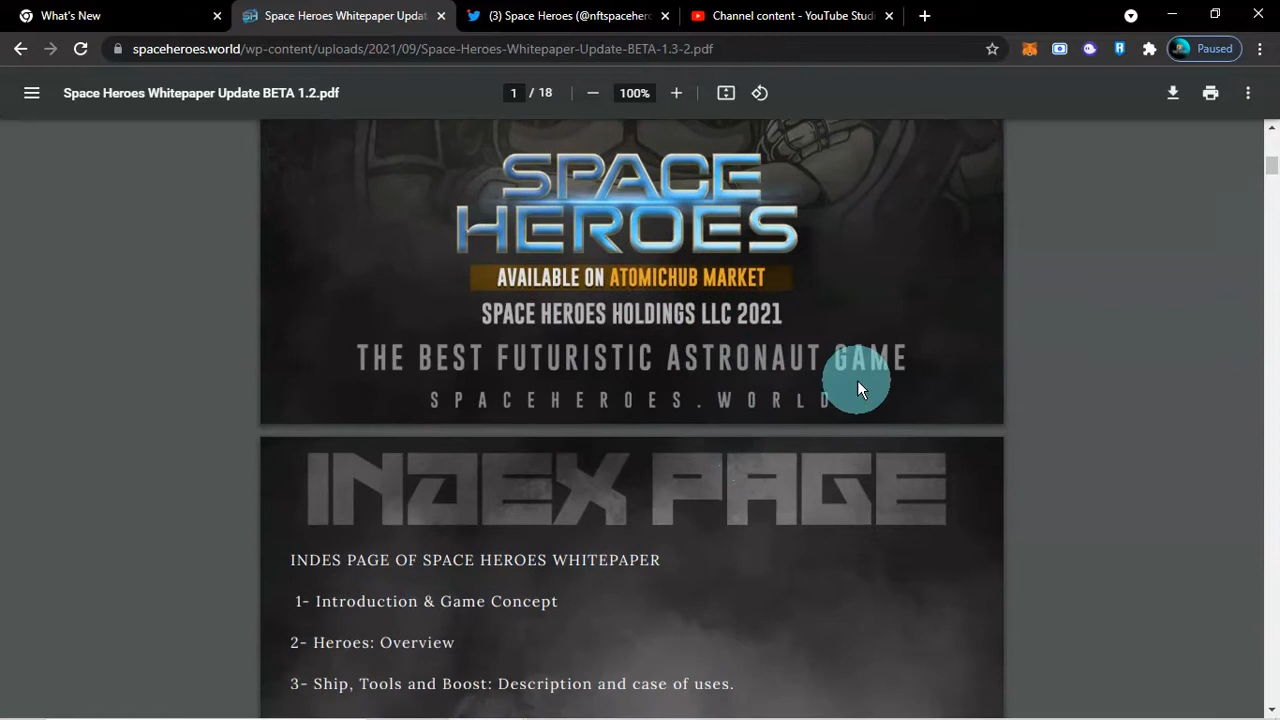 What's New
Space Heroes Whitepaper Updat
(3) Space Heroes (@nftspacehero
Channel content - YouTube Studi
spaceheroes.world/wp-content/uploads/2021/09/Space-Heroes-Whitepaper-Update-BETA-1.3-2.pdf
Paused
Space Heroes Whitepaper Update BETA 1.2.pdf
1 / 18
100%
SPACE
HEROES
AVAILABLE ON ATOMICHUB MARKET
SPACE HEROES HOLDINGS LLC 2021
THE BEST FUTURISTIC ASTRONAUT GAME
SPACEHEROES.WORLD
INDEX PAGE
INDES PAGE OF SPACE HEROES WHITEPAPER
1- Introduction & Game Concept
2- Heroes: Overview
3- Ship, Tools and Boost: Description and case of uses.